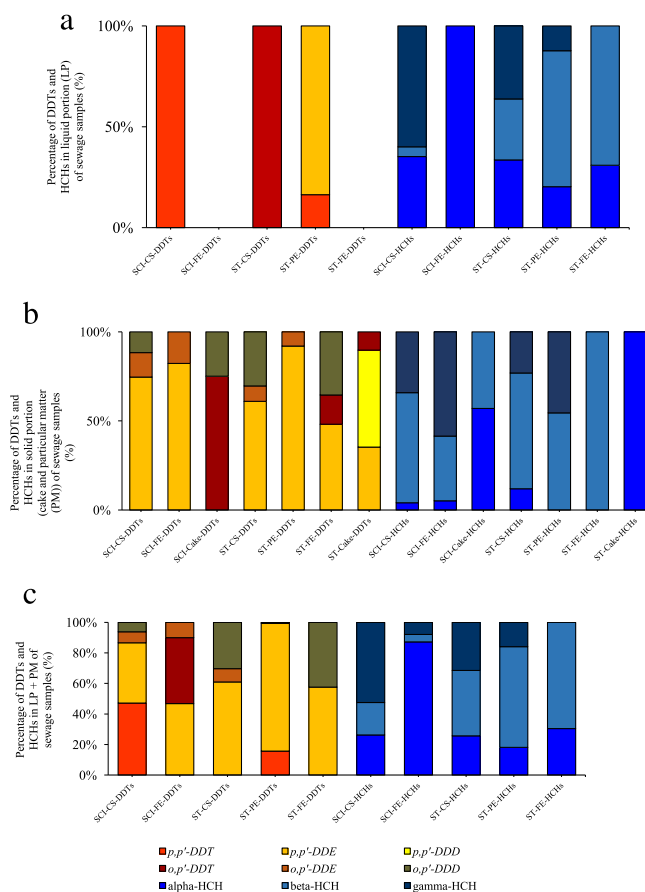 a
Percentage of DDTs and
HCHs in liquid portion (LP)
of sewage samples (%)
100%
50%
0%
SCI-CS-DDTs
SCI-FE-DDTs
ST-CS-DDTs
ST-PE-DDTs
ST-FE-DDTs
SCI-CS-HCHs
SCI-FE-HCHs
ST-CS-HCHs
ST-PE-HCHs
ST-FE-HCHs
b
Percentage of DDTs and
HCHs in solid portion
(cake and particular matter
(PM)) of sewage samples
(%)
100%
50%
0%
SCI-CS-DDTs
SCI-FE-DDTs
SCI-Cake-DDTs
ST-CS-DDTs
ST-PE-DDTs
ST-FE-DDTs
ST-Cake-DDTs
SCI-CS-HCHs
SCI-FE-HCHs
SCI-Cake-HCHs
ST-CS-HCHs
ST-PE-HCHs
ST-FE-HCHs
ST-Cake-HCHs
c
Percentage of DDTs and
HCHs in LP + PM of
sewage samples (%)
100%
80%
60%
40%
20%
0%
SCI-CS-DDTs
SCI-FE-DDTs
ST-CS-DDTs
ST-PE-DDTs
ST-FE-DDTs
SCI-CS-HCHs
SCI-FE-HCHs
ST-CS-HCHs
ST-PE-HCHs
ST-FE-HCHs
p,p'-DDT p,p'-DDE p,p'-DDD
o,p'-DDT o,p'-DDE o,p'-DDD
alpha-HCH beta-HCH gamma-HCH